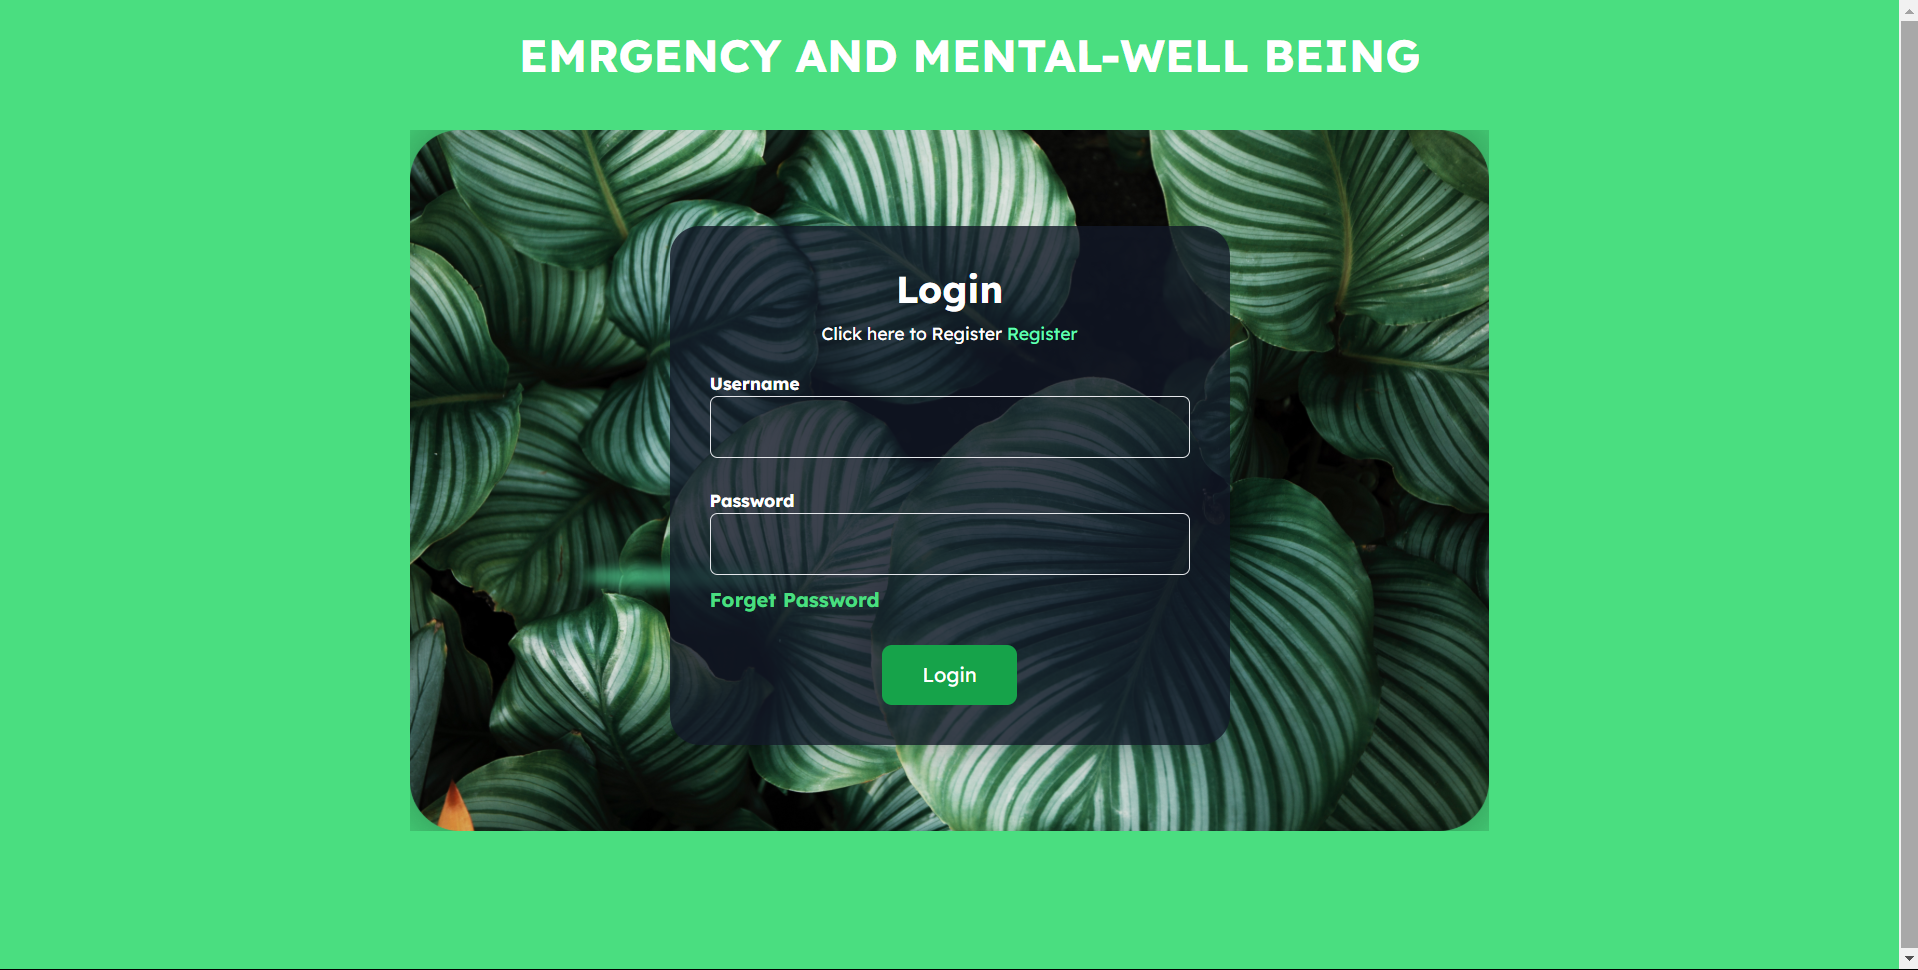 EMRGENCY AND MENTAL-WELL BEING
Login
Click here to Register Register
Username
Password
Forget Password
Login